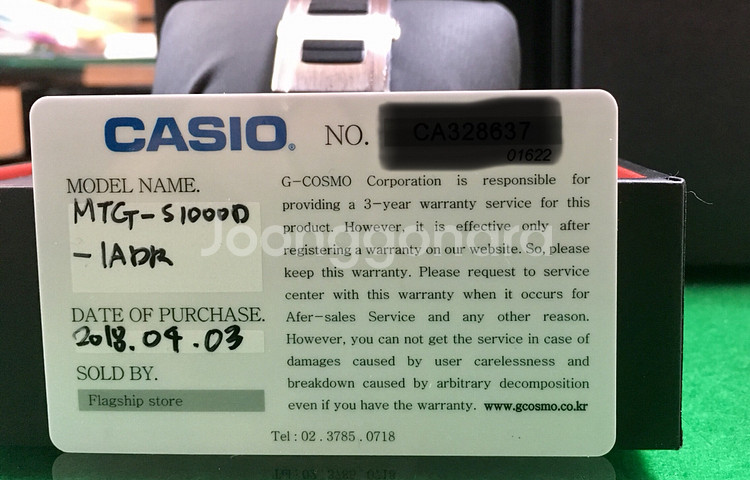 CASIO®
NO. CA328637
01622
MODEL NAME.
MTG-S1000D
-1ADR
DATE OF PURCHASE.
2018.04.03
SOLD BY.
Flagship store
G-COSMO Corporation is responsible for
providing a 3-year warranty service for this
product. However, it is effective only after
registering a warranty on our website. So, please
keep this warranty. Please request to service
center with this warranty when it occurs for
Afer-sales Service and any other reason.
However, you can not get the service in case of
damages caused by user carelessness and
breakdown caused by arbitrary decomposition
even if you have the warranty. www.gcosmo.co.kr
Tel : 02 . 3785 . 0718
Joonggonara